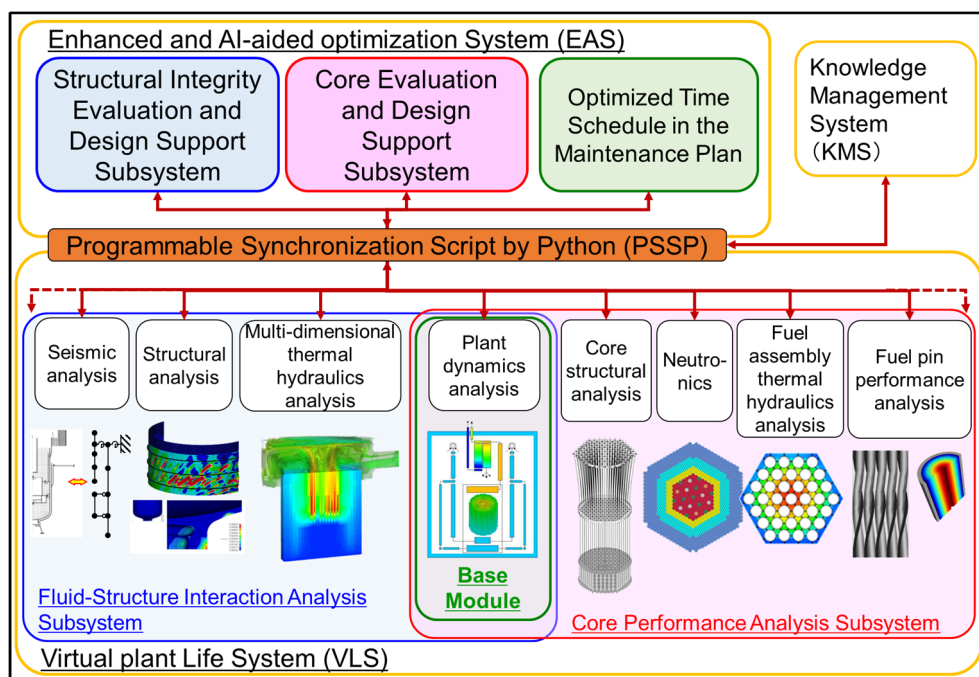 Enhanced and AI-aided optimization System (EAS)
Structural Integrity
Evaluation and
Design Support
Subsystem
Core Evaluation
and Design
Support
Subsystem
Optimized Time
Schedule in the
Maintenance Plan
Knowledge
Management
System
(KMS)
Programmable Synchronization Script by Python (PSSP)
Seismic
analysis
Structural
analysis
Multi-dimensional
thermal
hydraulics
analysis
Plant
dynamics
analysis
Core
structural
analysis
Neutro-
nics
Fuel
assembly
thermal
hydraulics
analysis
Fuel pin
performance
analysis
Base
Module
Fluid-Structure Interaction Analysis
Subsystem
Core Performance Analysis Subsystem
Virtual plant Life System (VLS)